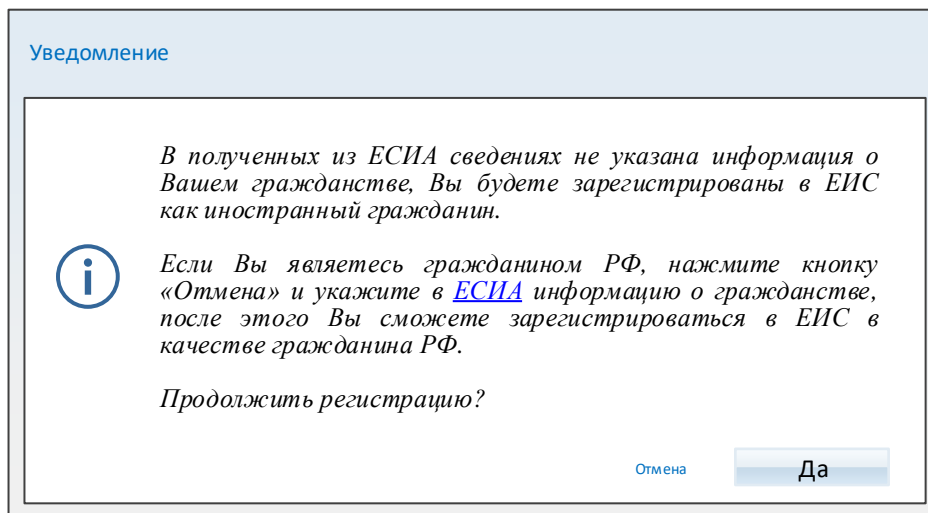 Уведомление
В полученных из ЕСИА сведениях не указана информация о
Вашем гражданстве, Вы будете зарегистрированы в ЕИС
как иностранный гражданин.
Если Вы являетесь гражданином РФ, нажмите кнопку
«Отмена» и укажите в ЕСИА информацию о гражданстве,
после этого Вы сможете зарегистрироваться в ЕИС в
качестве гражданина РФ.
Продолжить регистрацию?
Отмена
Да